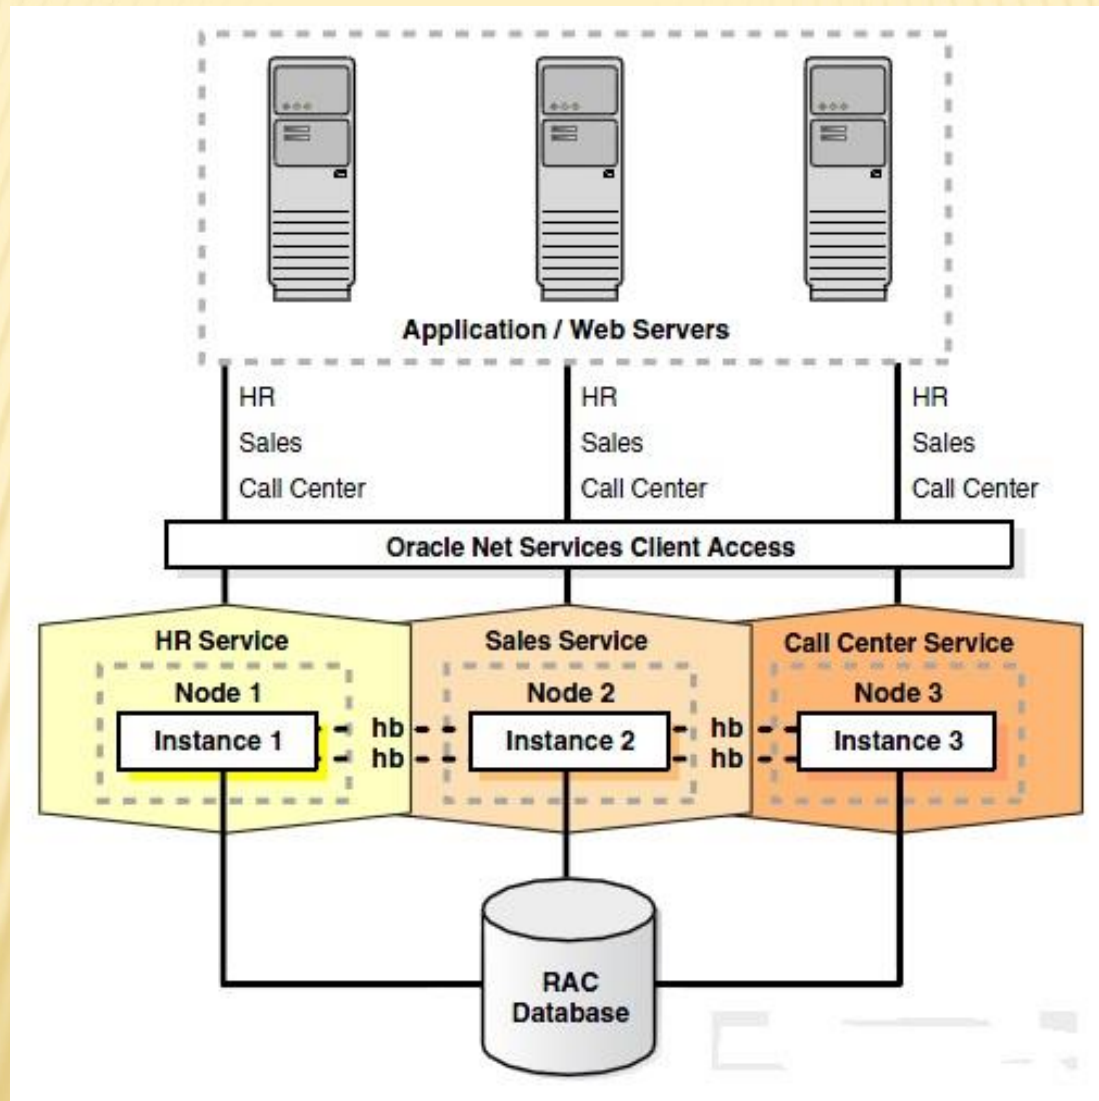 Application / Web Servers
HR
Sales
Call Center
HR
Sales
Call Center
HR
Sales
Call Center
Oracle Net Services Client Access
HR Service
Node 1
Instance 1
hb
hb
Sales Service
Node 2
Instance 2
hb
hb
Call Center Service
Node 3
Instance 3
RAC
Database